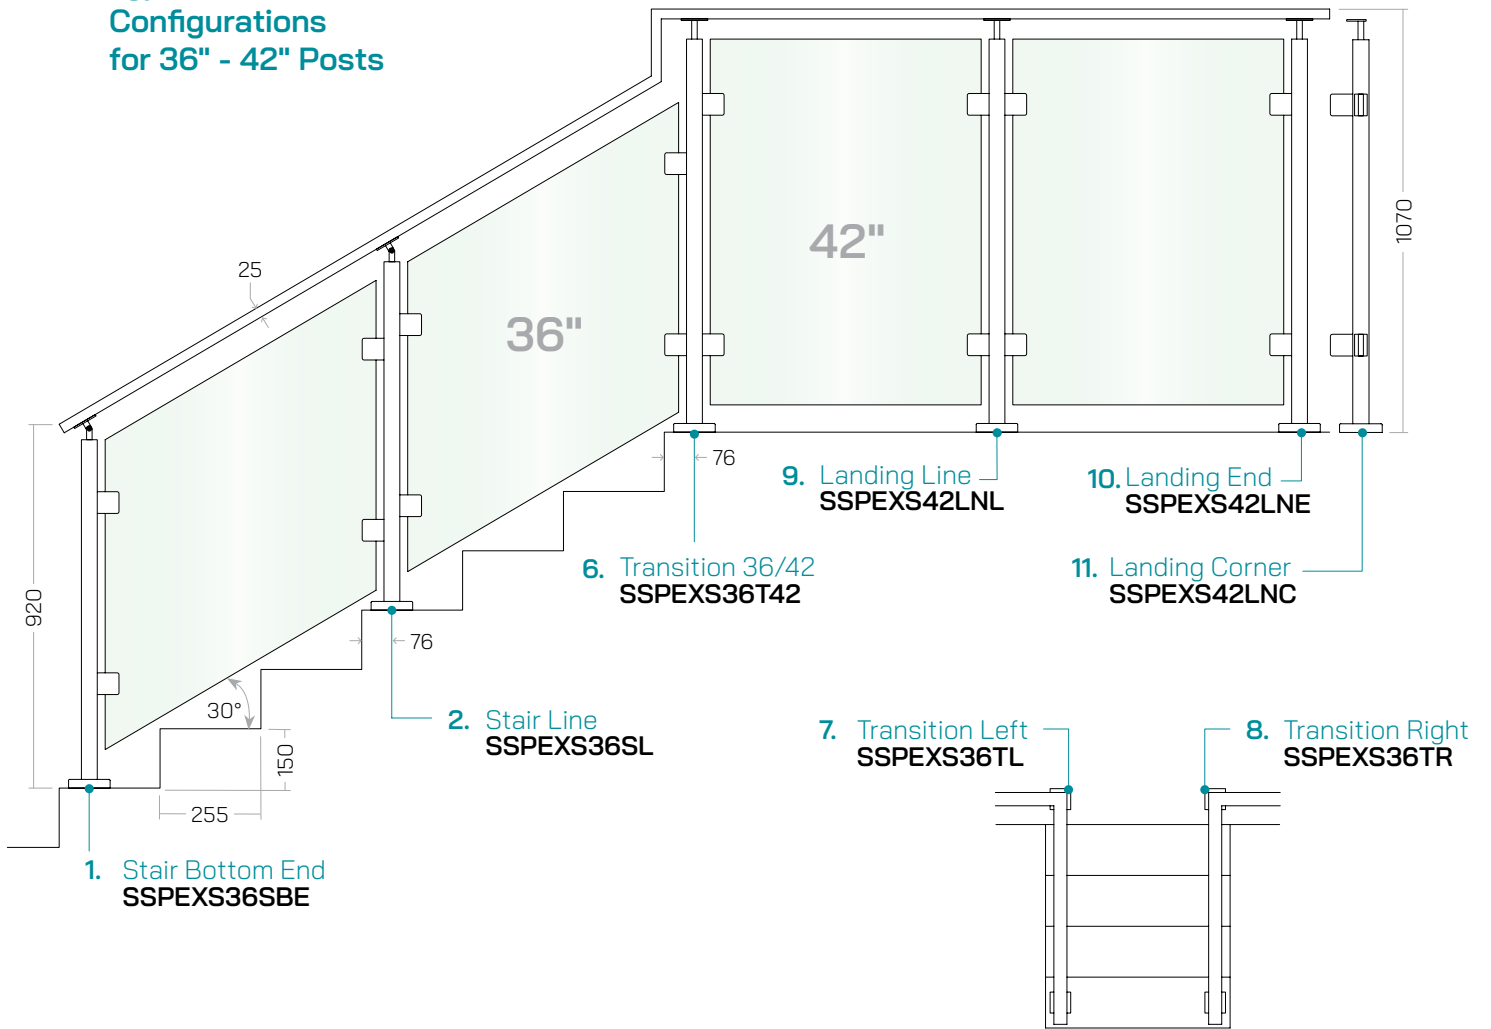 Configurations
for 36" - 42" Posts
25
42"
36"
1070
920
76
76
30°
150
255
9. Landing Line
SSPEXS42LNL
10. Landing End
SSPEXS42LNE
6. Transition 36/42
SSPEXS36T42
11. Landing Corner
SSPEXS42LNC
2. Stair Line
SSPEXS36SL
7. Transition Left
SSPEXS36TL
8. Transition Right
SSPEXS36TR
1. Stair Bottom End
SSPEXS36SBE